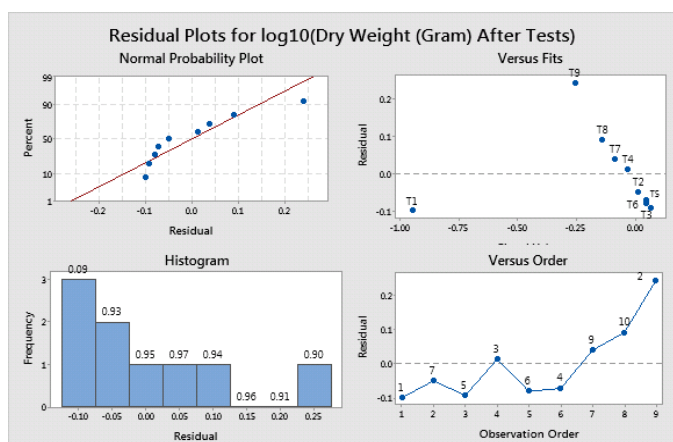 Residual Plots for log10(Dry Weight (Gram) After Tests)
Normal Probability Plot
99
90
50
10
1
Percent
-0.2 -0.1 0.0 0.1 0.2
Residual
Versus Fits
0.2
0.1
0.0
-0.1
Residual
T9
T8
T7
T4
T2
T5
T6
T3
T1
-1.00 -0.75 -0.50 -0.25 0.00
Histogram
3
2
1
0
Frequency
0.09
0.93
0.95 0.97 0.94
0.96 0.91
0.90
-0.10 -0.05 0.00 0.05 0.10 0.15 0.20 0.25
Residual
Versus Order
0.2
0.1
0.0
-0.1
Residual
1 7 5 3 6 4 9 10 2
1 2 3 4 5 6 7 8 9
Observation Order